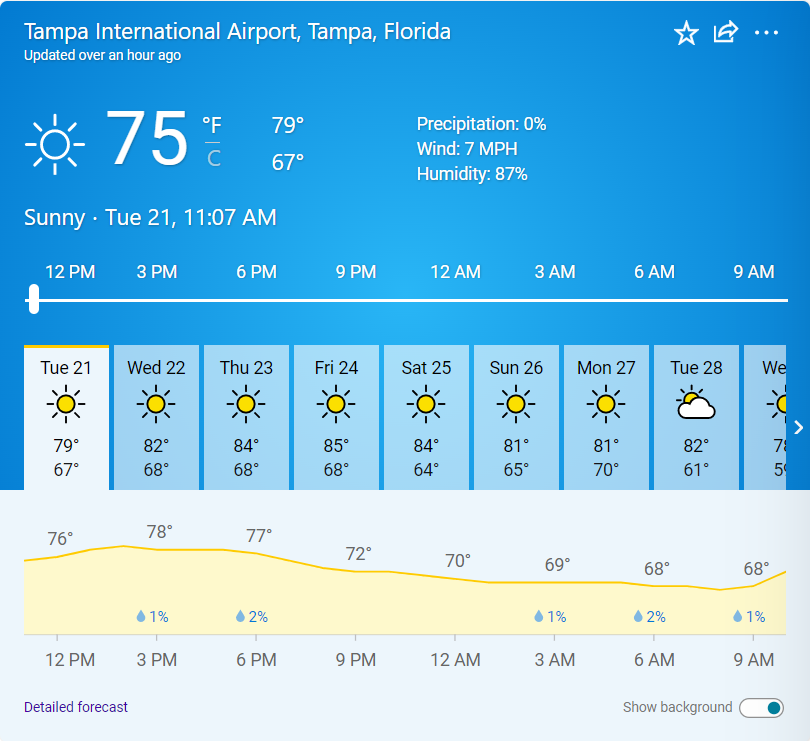 Tampa International Airport, Tampa, Florida
Updated over an hour ago
75 °F C 79° 67°
Precipitation: 0%
Wind: 7 MPH
Humidity: 87%
Sunny · Tue 21, 11:07 AM
12 PM 3 PM 6 PM 9 PM 12 AM 3 AM 6 AM 9 AM
Tue 21 Wed 22 Thu 23 Fri 24 Sat 25 Sun 26 Mon 27 Tue 28 We
79° 82° 84° 85° 84° 81° 81° 82°
67° 68° 68° 68° 64° 65° 70° 61°
76° 78° 77° 72° 70° 69° 68° 68°
1% 2% 1% 2% 1%
12 PM 3 PM 6 PM 9 PM 12 AM 3 AM 6 AM 9 AM
Detailed forecast Show background